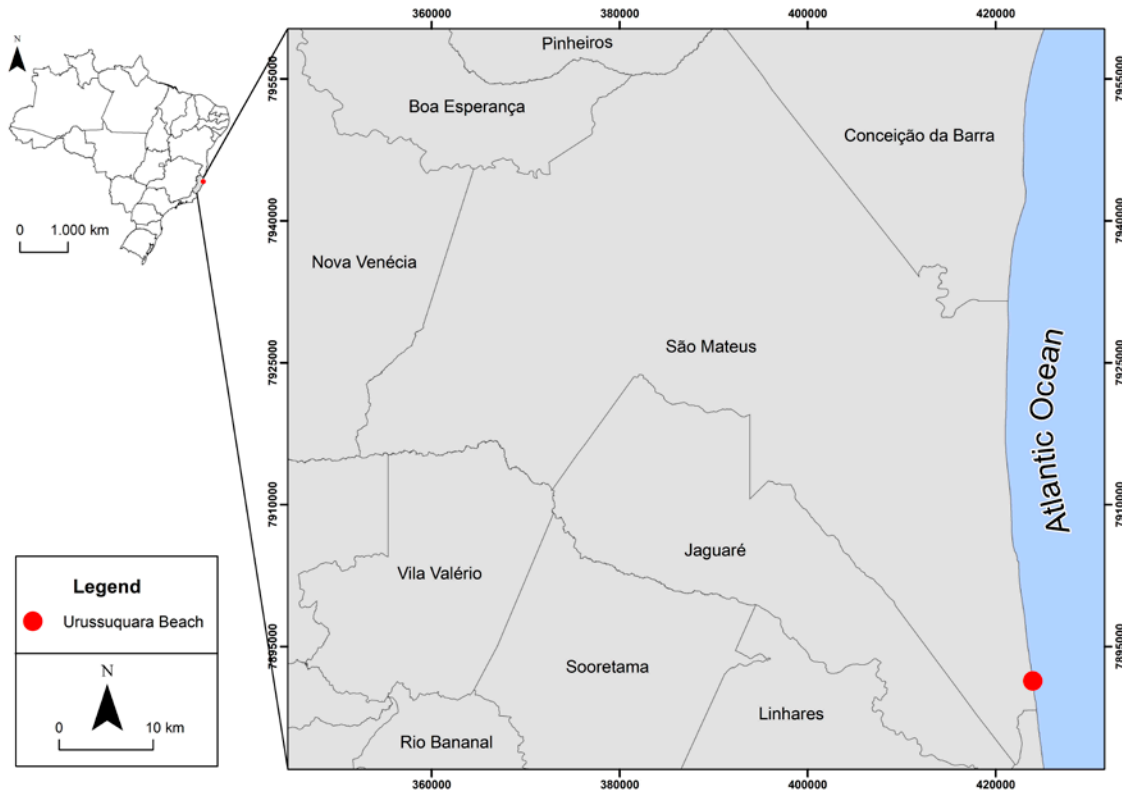 360000
380000
400000
420000
N
Pinheiros
Boa Esperança
Conceição da Barra
7955000
7955000
0
1.000 km
7940000
7940000
Nova Venécia
São Mateus
7925000
7925000
Atlantic Ocean
7910000
7910000
Jaguaré
Vila Valério
Legend
Urussuquara Beach
7895000
7895000
Sooretama
N
Linhares
0
10 km
Rio Bananal
360000
380000
400000
420000